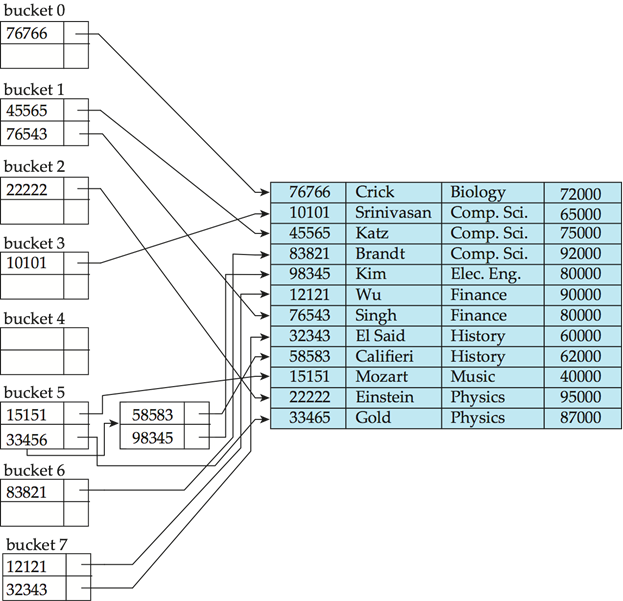 bucket 0
76766
bucket 1
45565
76543
bucket 2
22222
bucket 3
10101
bucket 4
bucket 5
15151
33456
58583
98345
bucket 6
83821
bucket 7
12121
32343
76766 Crick Biology 72000
10101 Srinivasan Comp. Sci. 65000
45565 Katz Comp. Sci. 75000
83821 Brandt Comp. Sci. 92000
98345 Kim Elec. Eng. 80000
12121 Wu Finance 90000
76543 Singh Finance 80000
32343 El Said History 60000
58583 Califieri History 62000
15151 Mozart Music 40000
22222 Einstein Physics 95000
33465 Gold Physics 87000